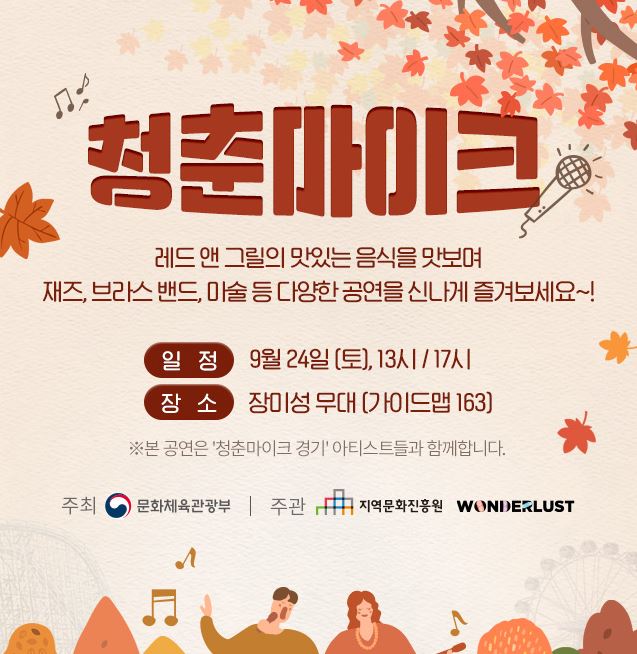 청춘마이크
레드 앤 그릴의 맛있는 음식을 맛보며
재즈, 브라스 밴드, 마술 등 다양한 공연을 신나게 즐겨보세요~!
일 정 9월 24일 (토), 13시 / 17시
장 소 장미성 무대 (가이드맵 163)
※본 공연은 '청춘마이크 경기' 아티스트들과 함께합니다.
주최 문화체육관광부 | 주관 지역문화진흥원 WONDERLUST